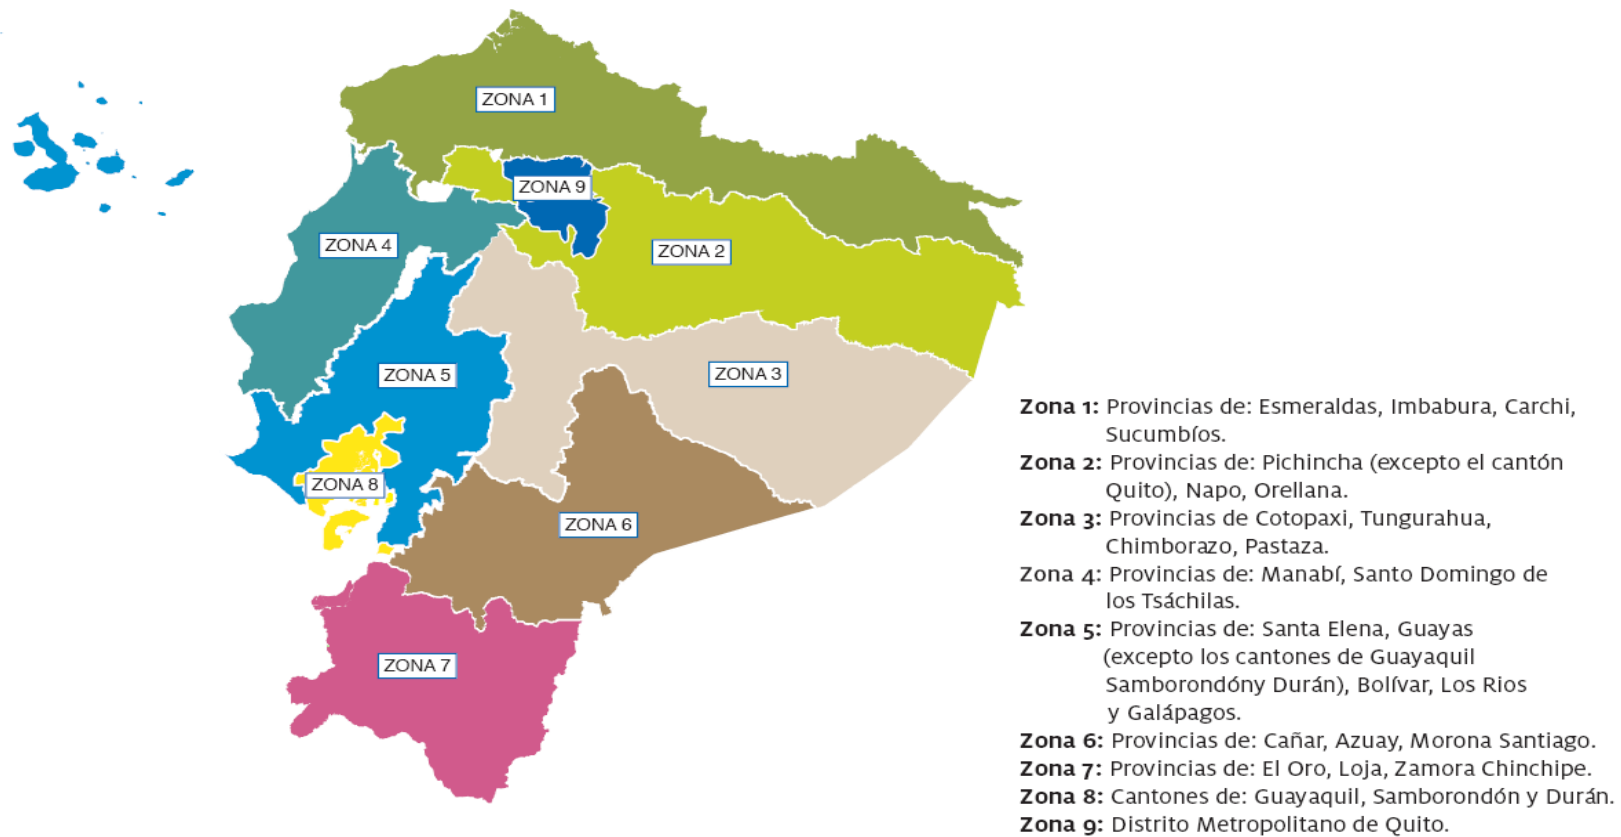 ZONA 1
ZONA 9
ZONA 4
ZONA 2
ZONA 5
ZONA 3
ZONA 8
ZONA 6
ZONA 7
Zona 1: Provincias de: Esmeraldas, Imbabura, Carchi,
Sucumbíos.
Zona 2: Provincias de: Pichincha (excepto el cantón
Quito), Napo, Orellana.
Zona 3: Provincias de Cotopaxi, Tungurahua,
Chimborazo, Pastaza.
Zona 4: Provincias de: Manabí, Santo Domingo de
los Tsáchilas.
Zona 5: Provincias de: Santa Elena, Guayas
(excepto los cantones de Guayaquil
Samborondóny Durán), Bolívar, Los Rios
y Galápagos.
Zona 6: Provincias de: Cañar, Azuay, Morona Santiago.
Zona 7: Provincias de: El Oro, Loja, Zamora Chinchipe.
Zona 8: Cantones de: Guayaquil, Samborondón y Durán.
Zona 9: Distrito Metropolitano de Quito.